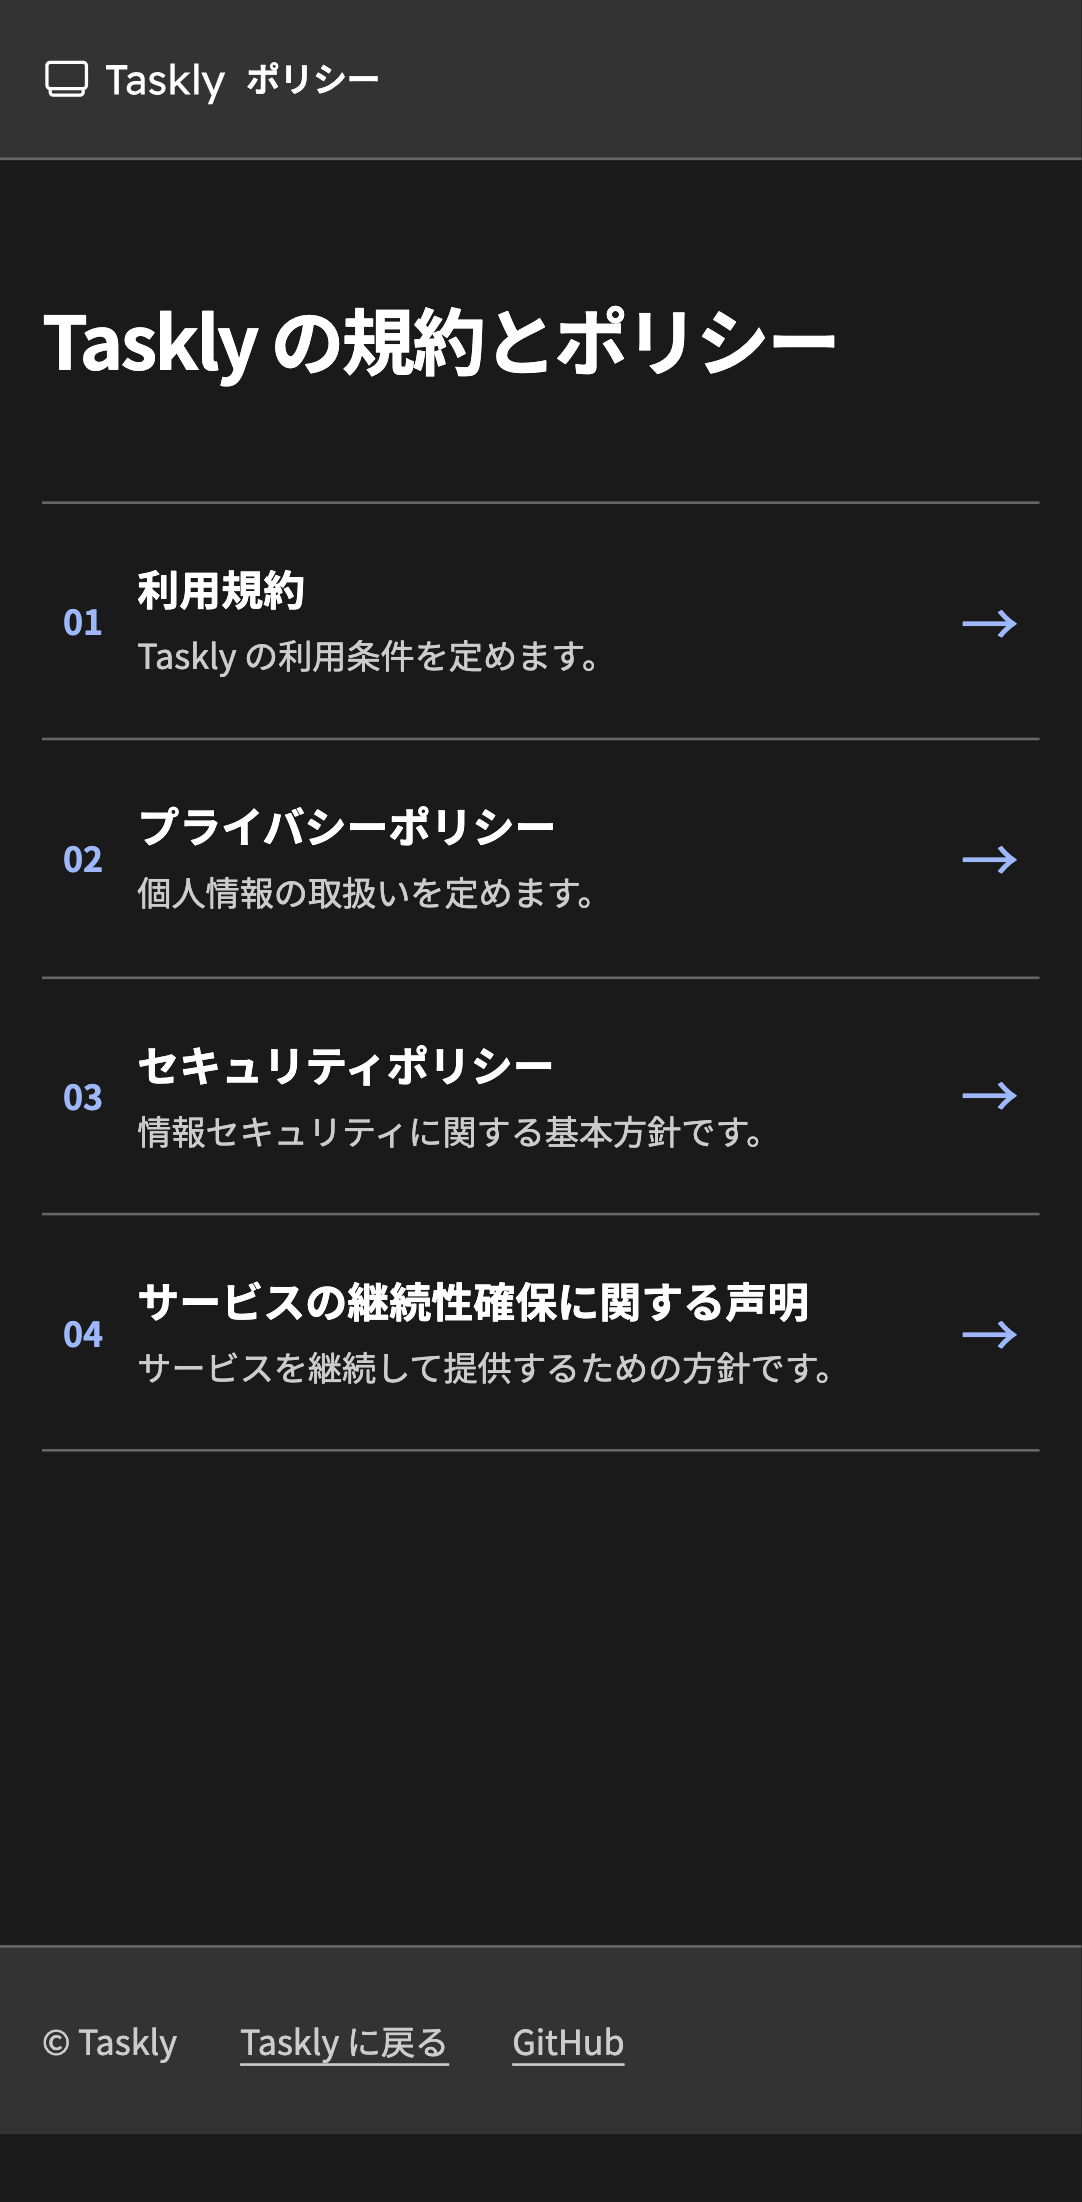 Taskly ポリシー
Taskly の規約とポリシー
01
利用規約
Taskly の利用条件を定めます。
→
02
プライバシーポリシー
個人情報の取扱いを定めます。
→
03
セキュリティポリシー
情報セキュリティに関する基本方針です。
→
04
サービスの継続性確保に関する声明
サービスを継続して提供するための方針です。
→
© Taskly Taskly に戻る GitHub